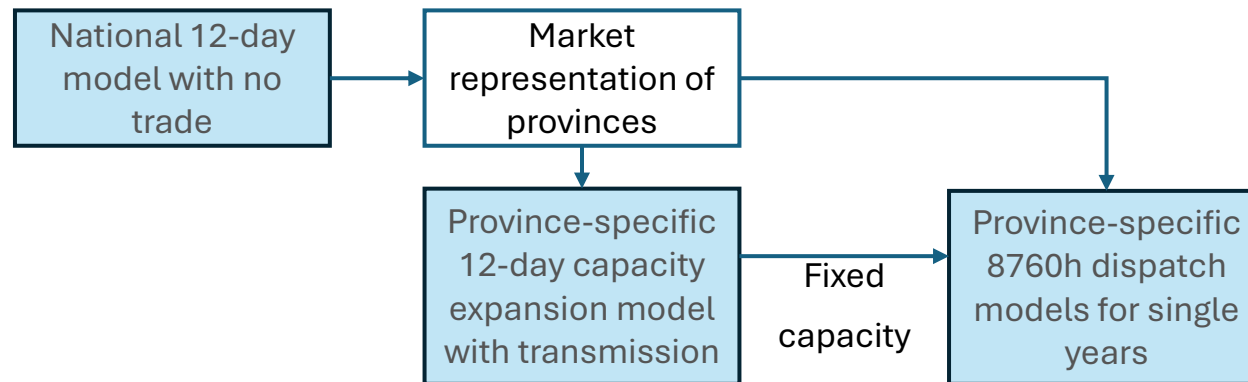 National 12-day
model with no
trade
Market
representation of
provinces
Province-specific
12-day capacity
expansion model
with transmission
Fixed
capacity
Province-specific
8760h dispatch
models for single
years